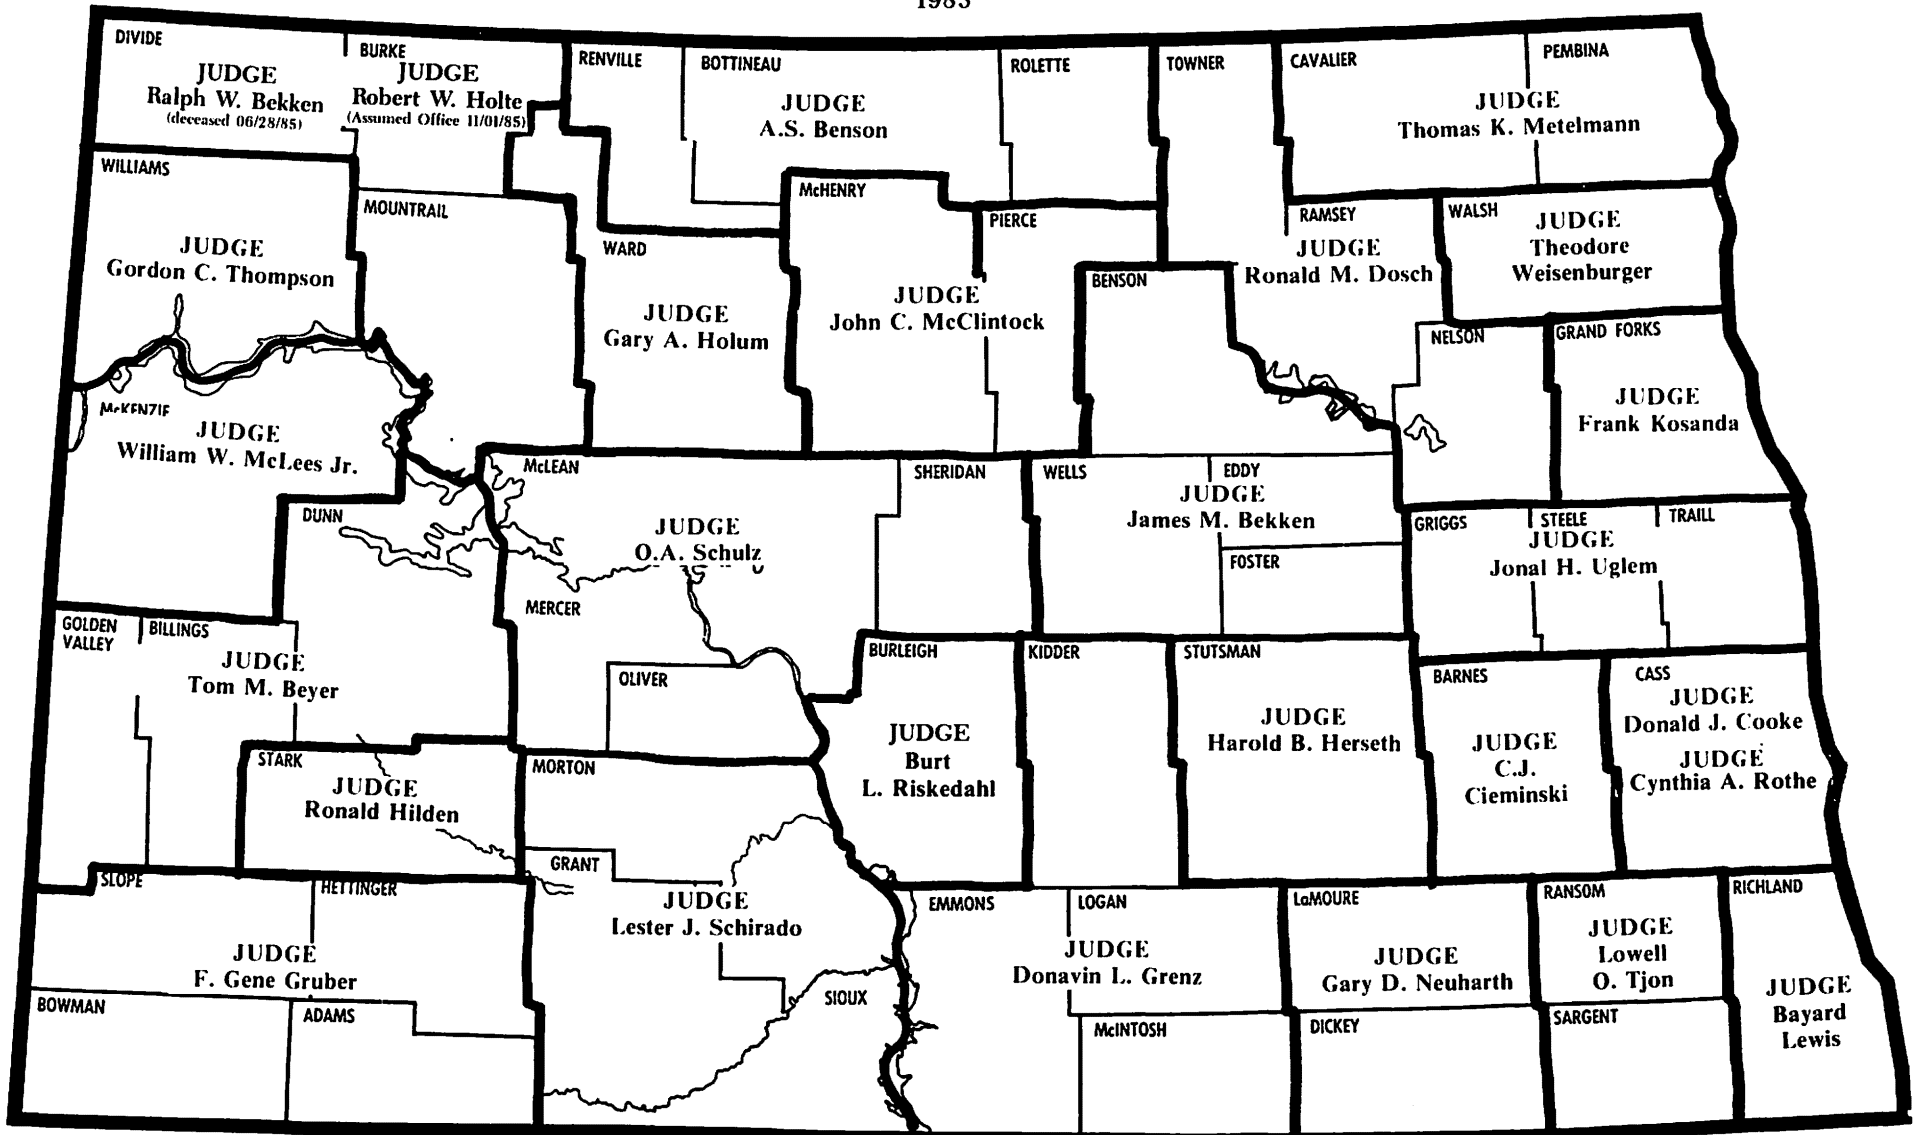 1985
DIVIDE
JUDGE
Ralph W. Bekken
(deceased 06/28/85)
BURKE
JUDGE
Robert W. Holte
(Assumed Office 11/01/85)
RENVILLE
BOTTINEAU
JUDGE
A.S. Benson
ROLETTE
TOWNER
CAVALIER
PEMBINA
JUDGE
Thomas K. Metelmann
WILLIAMS
JUDGE
Gordon C. Thompson
MOUNTRAIL
WARD
JUDGE
Gary A. Holum
McHENRY
PIERCE
JUDGE
John C. McClintock
BENSON
RAMSEY
JUDGE
Ronald M. Dosch
WALSH
JUDGE
Theodore
Weisenburger
NELSON
GRAND FORKS
JUDGE
Frank Kosanda
McKENZIE
JUDGE
William W. McLees Jr.
DUNN
McLEAN
JUDGE
O.A. Schulz
SHERIDAN
WELLS
EDDY
JUDGE
James M. Bekken
FOSTER
GRIGGS
STEELE
TRAILL
JUDGE
Jonal H. Uglem
MERCER
GOLDEN
VALLEY
BILLINGS
JUDGE
Tom M. Beyer
OLIVER
BURLEIGH
JUDGE
Burt
L. Riskedahl
KIDDER
STUTSMAN
JUDGE
Harold B. Herseth
BARNES
JUDGE
C.J.
Cieminski
CASS
JUDGE
Donald J. Cooke
JUDGE
Cynthia A. Rothe
STARK
JUDGE
Ronald Hilden
MORTON
GRANT
JUDGE
Lester J. Schirado
SLOPE
HETTINGER
JUDGE
F. Gene Gruber
EMMONS
LOGAN
JUDGE
Donavin L. Grenz
LaMOURE
JUDGE
Gary D. Neuharth
RANSOM
JUDGE
Lowell
O. Tjon
RICHLAND
JUDGE
Bayard
Lewis
BOWMAN
ADAMS
SIOUX
McINTOSH
DICKEY
SARGENT